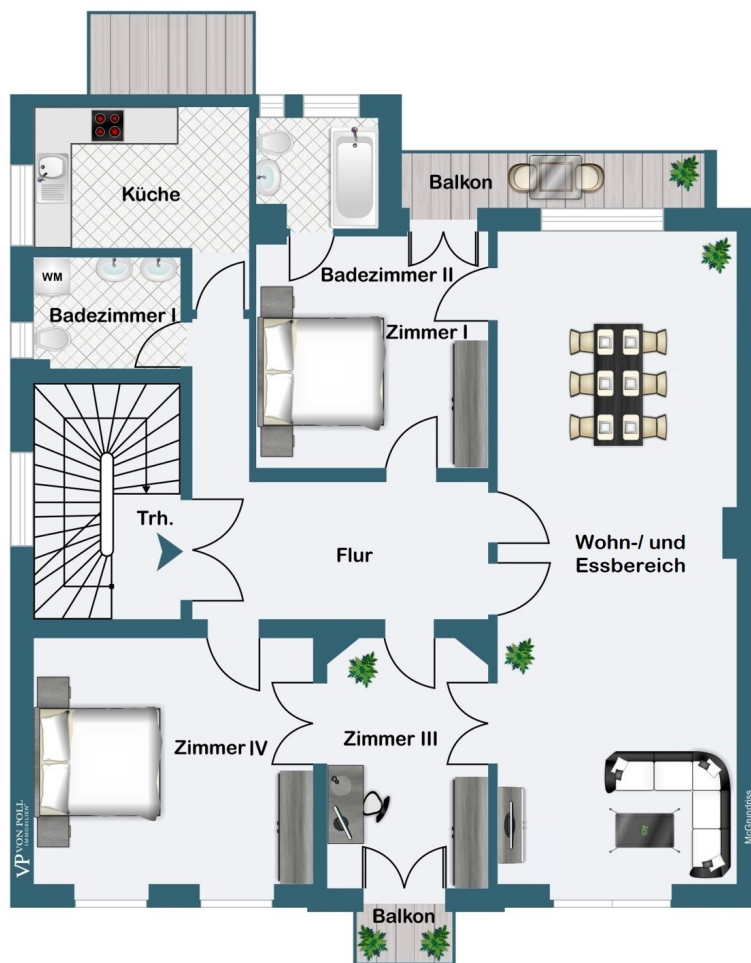 Küche
Balkon
WM
Badezimmer I
Badezimmer II
Zimmer I
Trh.
Flur
Wohn-/ und
Essbereich
Zimmer IV
Zimmer III
Balkon
VP VON POLL
IMMOBILIEN
McGrundriss